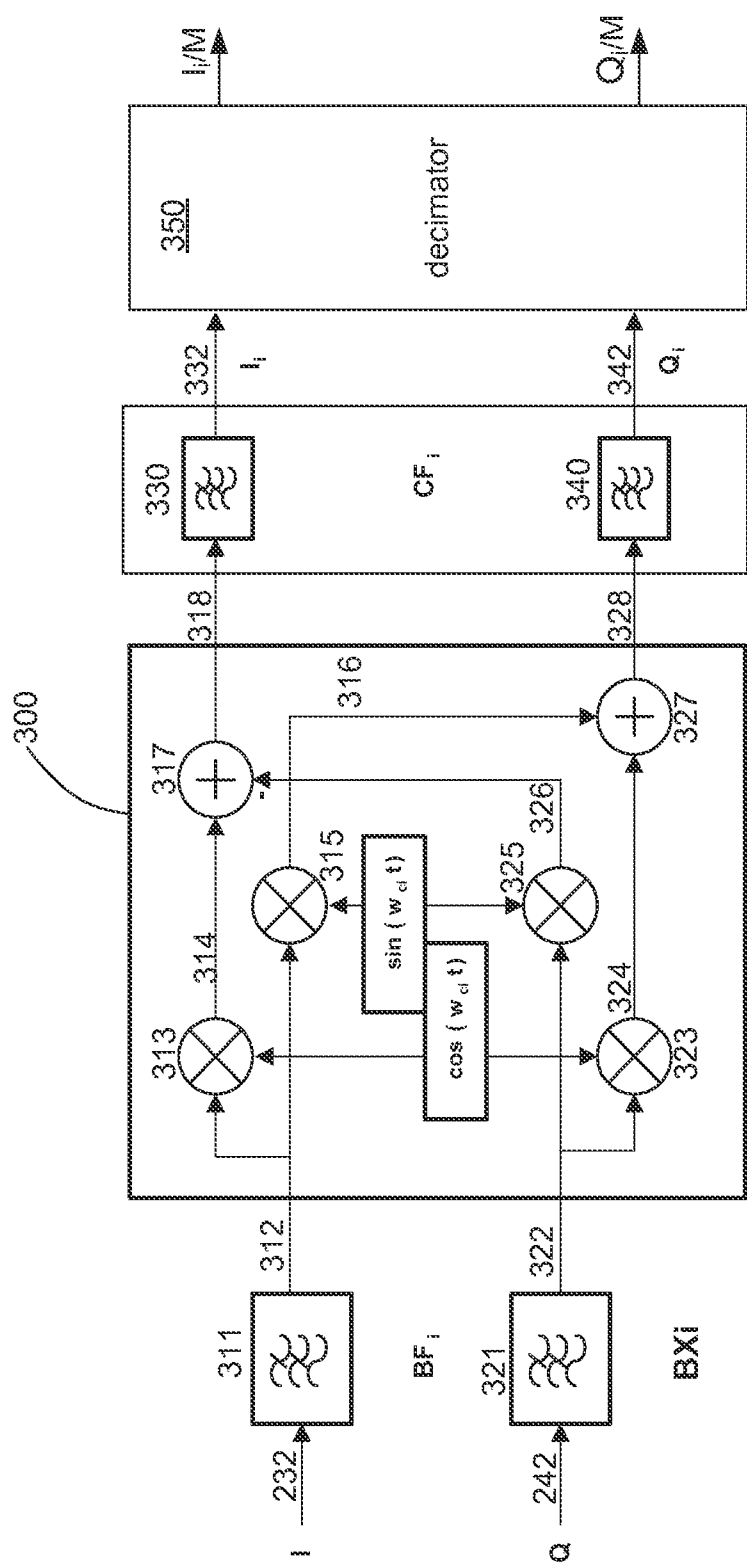 300
I
232
311
312
BF i
Q
242
321
322
BXi
313
314
317
318
315
316
sin ( w ci t)
cos ( w ci t)
325
326
323
324
327
328
-
+
+
330
332
I i
CF i
340
342
Q i
350
decimator
I i/M
Q i/M